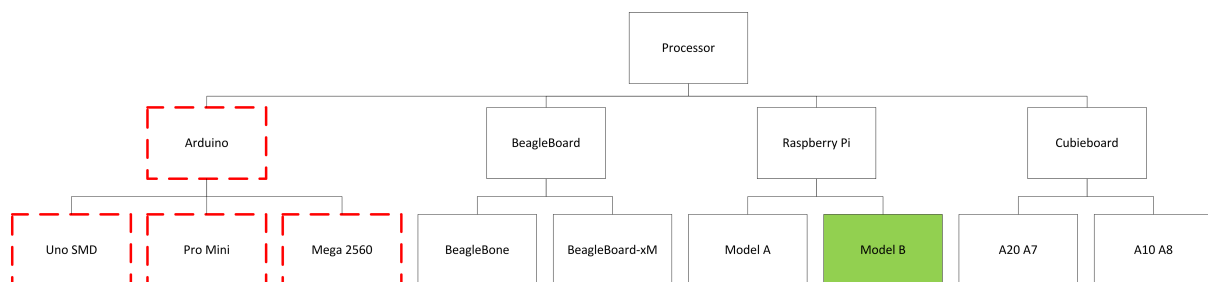 Processor
Arduino
BeagleBoard
Raspberry Pi
Cubieboard
Uno SMD
Pro Mini
Mega 2560
BeagleBone
BeagleBoard-xM
Model A
Model B
A20 A7
A10 A8